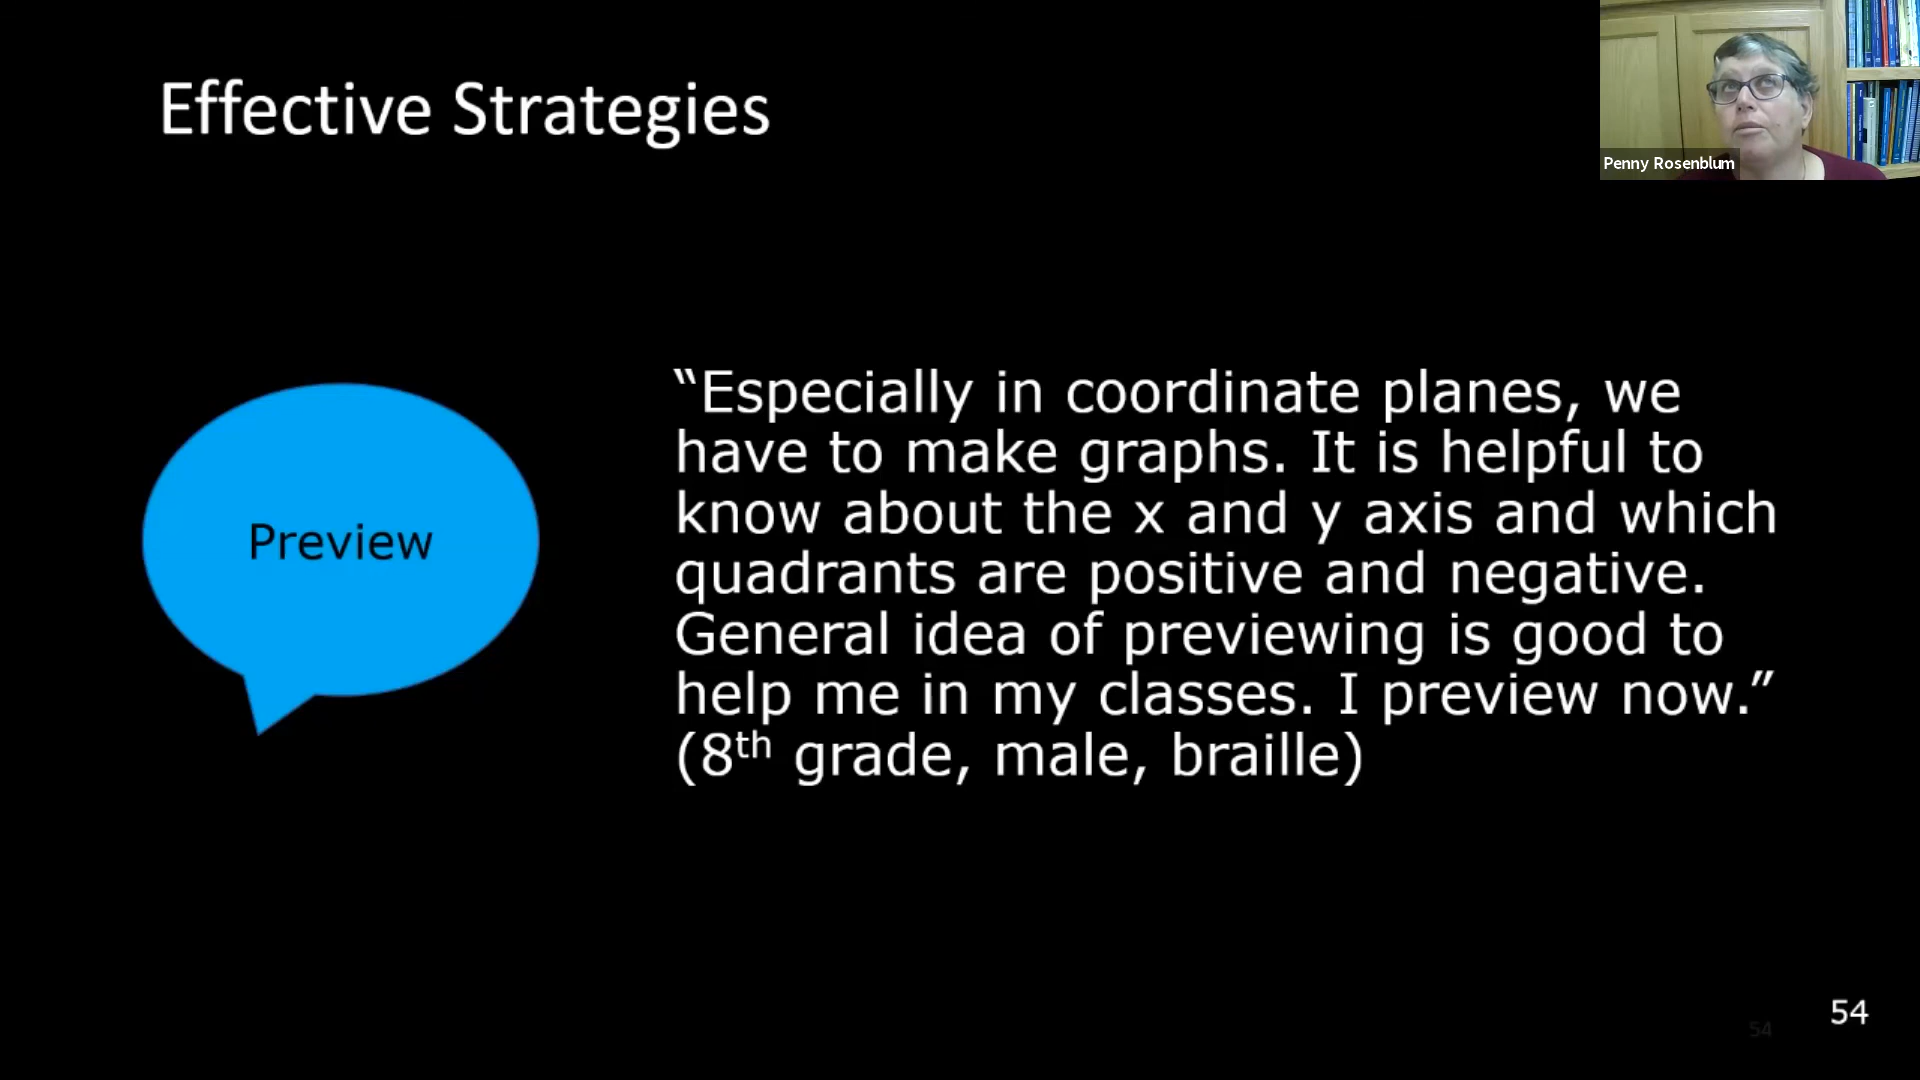 Effective Strategies
Penny Rosenblum
Preview
“Especially in coordinate planes, we
have to make graphs. It is helpful to
know about the x and y axis and which
quadrants are positive and negative.
General idea of previewing is good to
help me in my classes. I preview now.”
(8th grade, male, braille)
54
54